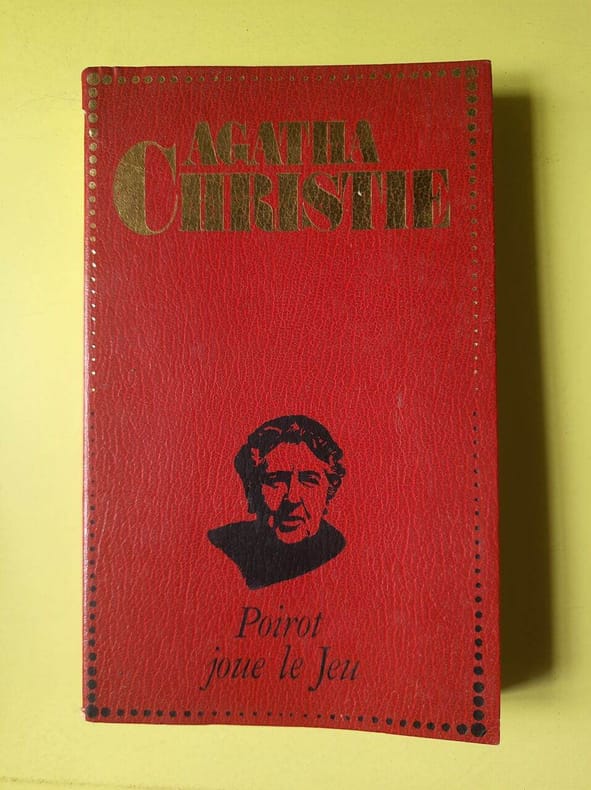 AGATHA
CHRISTIE
Poirot
joue le Jeu